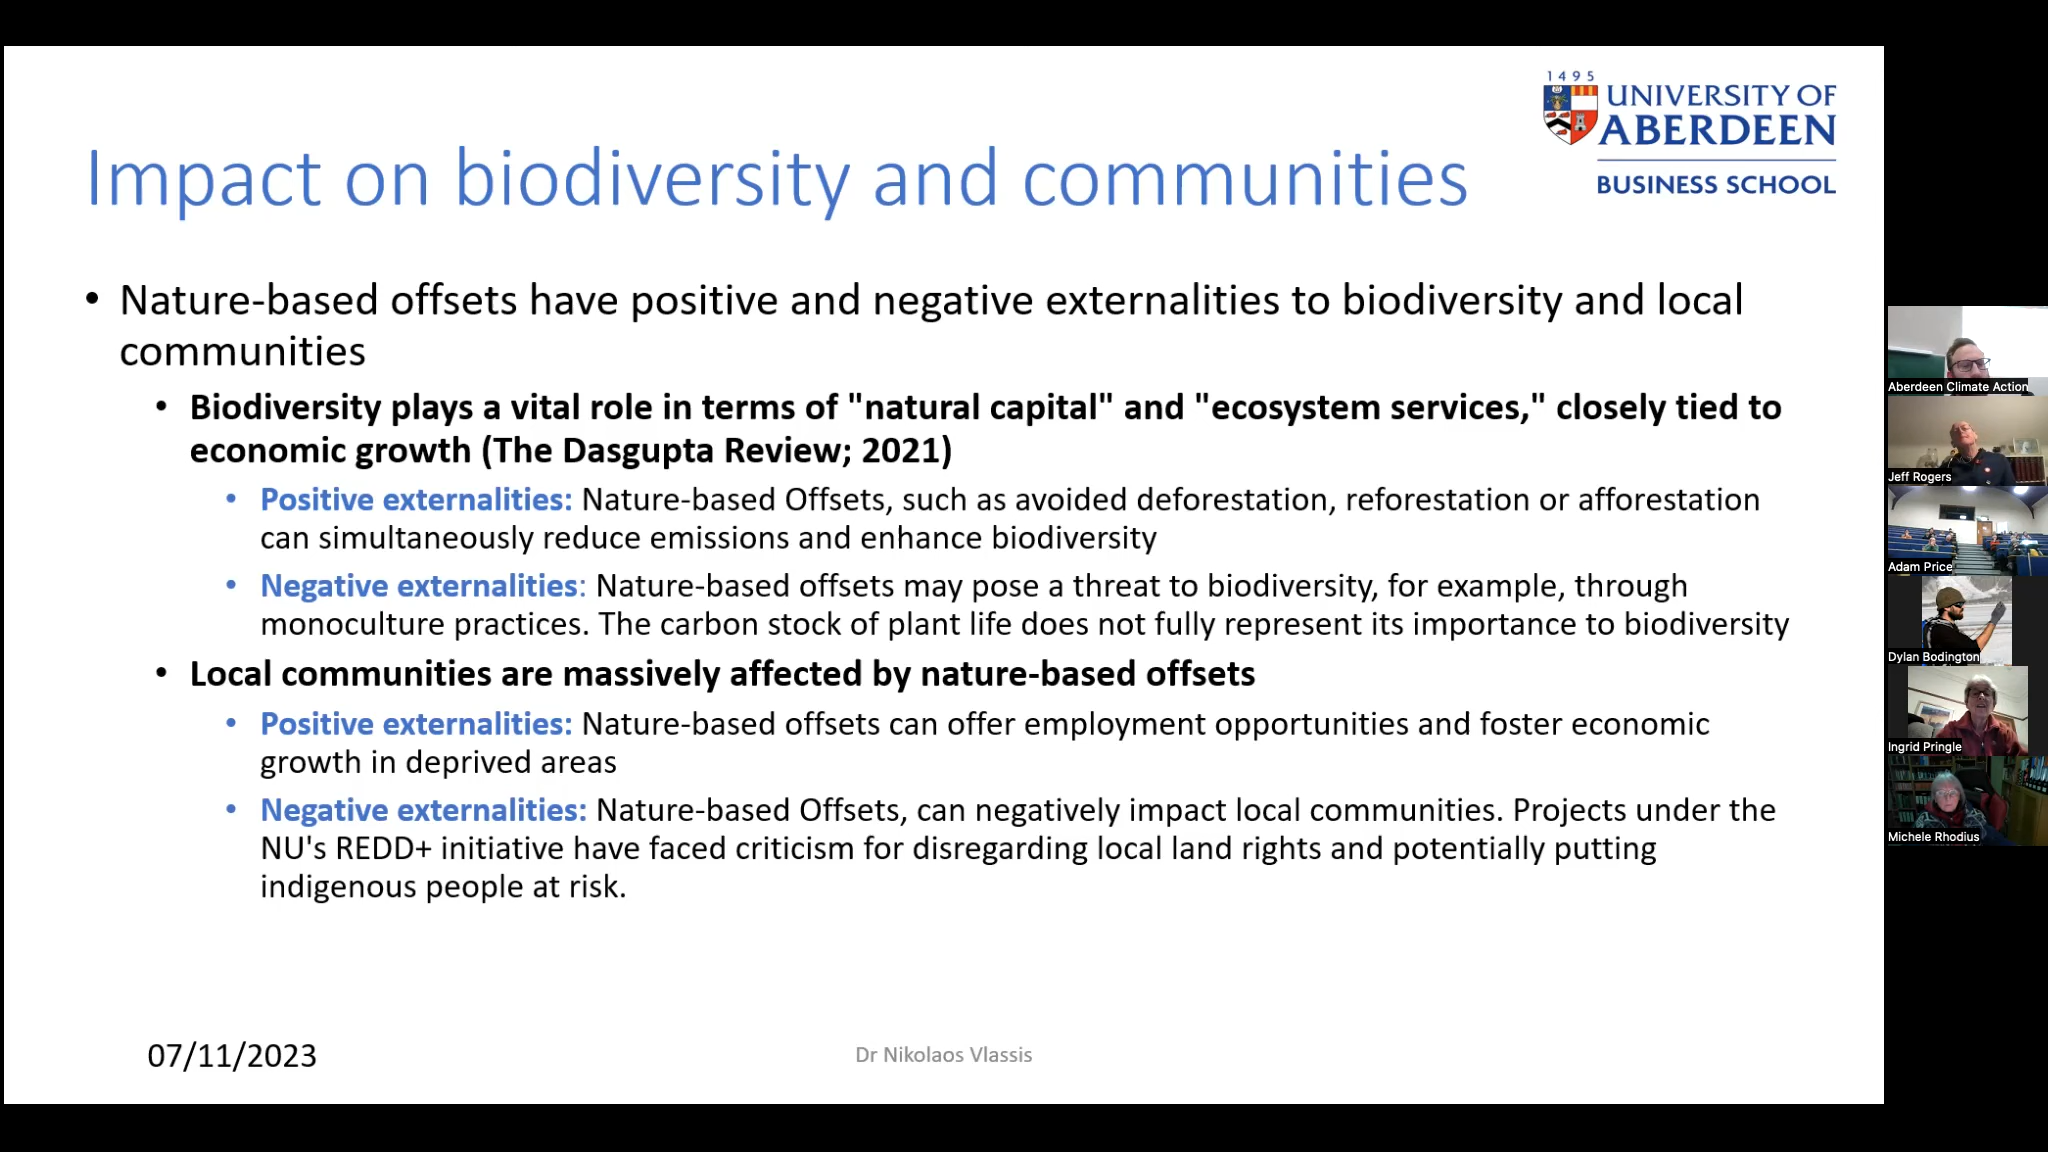 1495
UNIVERSITY OF
ABERDEEN
BUSINESS SCHOOL
Impact on biodiversity and communities
• Nature-based offsets have positive and negative externalities to biodiversity and local
communities
• Biodiversity plays a vital role in terms of "natural capital" and "ecosystem services," closely tied to
economic growth (The Dasgupta Review; 2021)
• Positive externalities: Nature-based Offsets, such as avoided deforestation, reforestation or afforestation
can simultaneously reduce emissions and enhance biodiversity
• Negative externalities: Nature-based offsets may pose a threat to biodiversity, for example, through
monoculture practices. The carbon stock of plant life does not fully represent its importance to biodiversity
• Local communities are massively affected by nature-based offsets
• Positive externalities: Nature-based offsets can offer employment opportunities and foster economic
growth in deprived areas
• Negative externalities: Nature-based Offsets, can negatively impact local communities. Projects under the
NU's REDD+ initiative have faced criticism for disregarding local land rights and potentially putting
indigenous people at risk.
07/11/2023
Dr Nikolaos Vlassis
Aberdeen Climate Action
Jeff Rogers
Adam Price
Dylan Bodington
Ingrid Pringle
Michele Rhodius